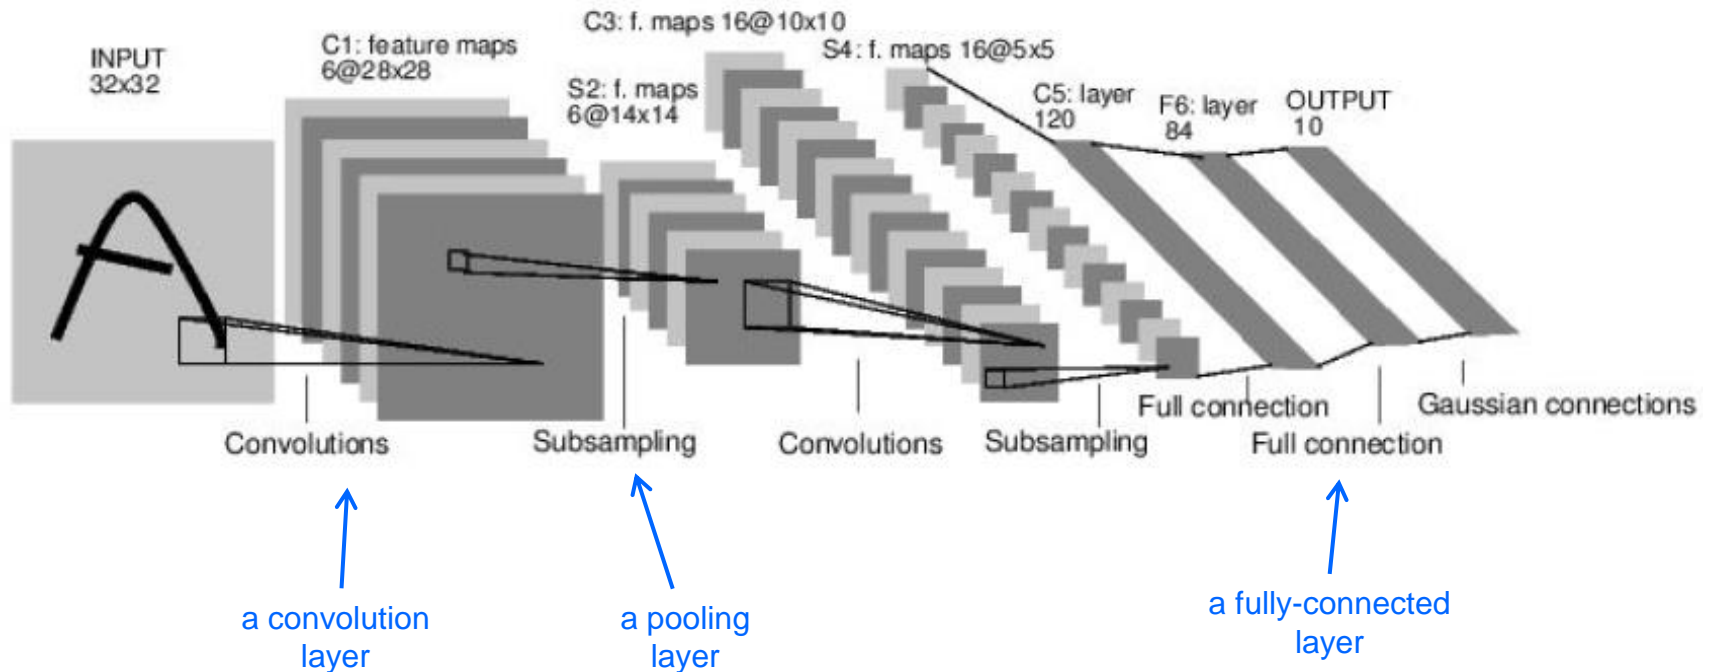 INPUT
32x32
C1: feature maps
6@28x28
S2: f. maps
6@14x14
C3: f. maps 16@10x10
S4: f. maps 16@5x5
C5: layer
120
F6: layer
84
OUTPUT
10
Convolutions
Subsampling
Convolutions
Subsampling
Full connection
Full connection
Gaussian connections
a convolution
layer
a pooling
layer
a fully-connected
layer